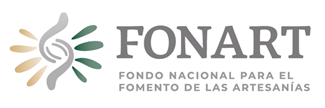 FONART
FONDO NACIONAL PARA EL
FOMENTO DE LAS ARTESANÍAS